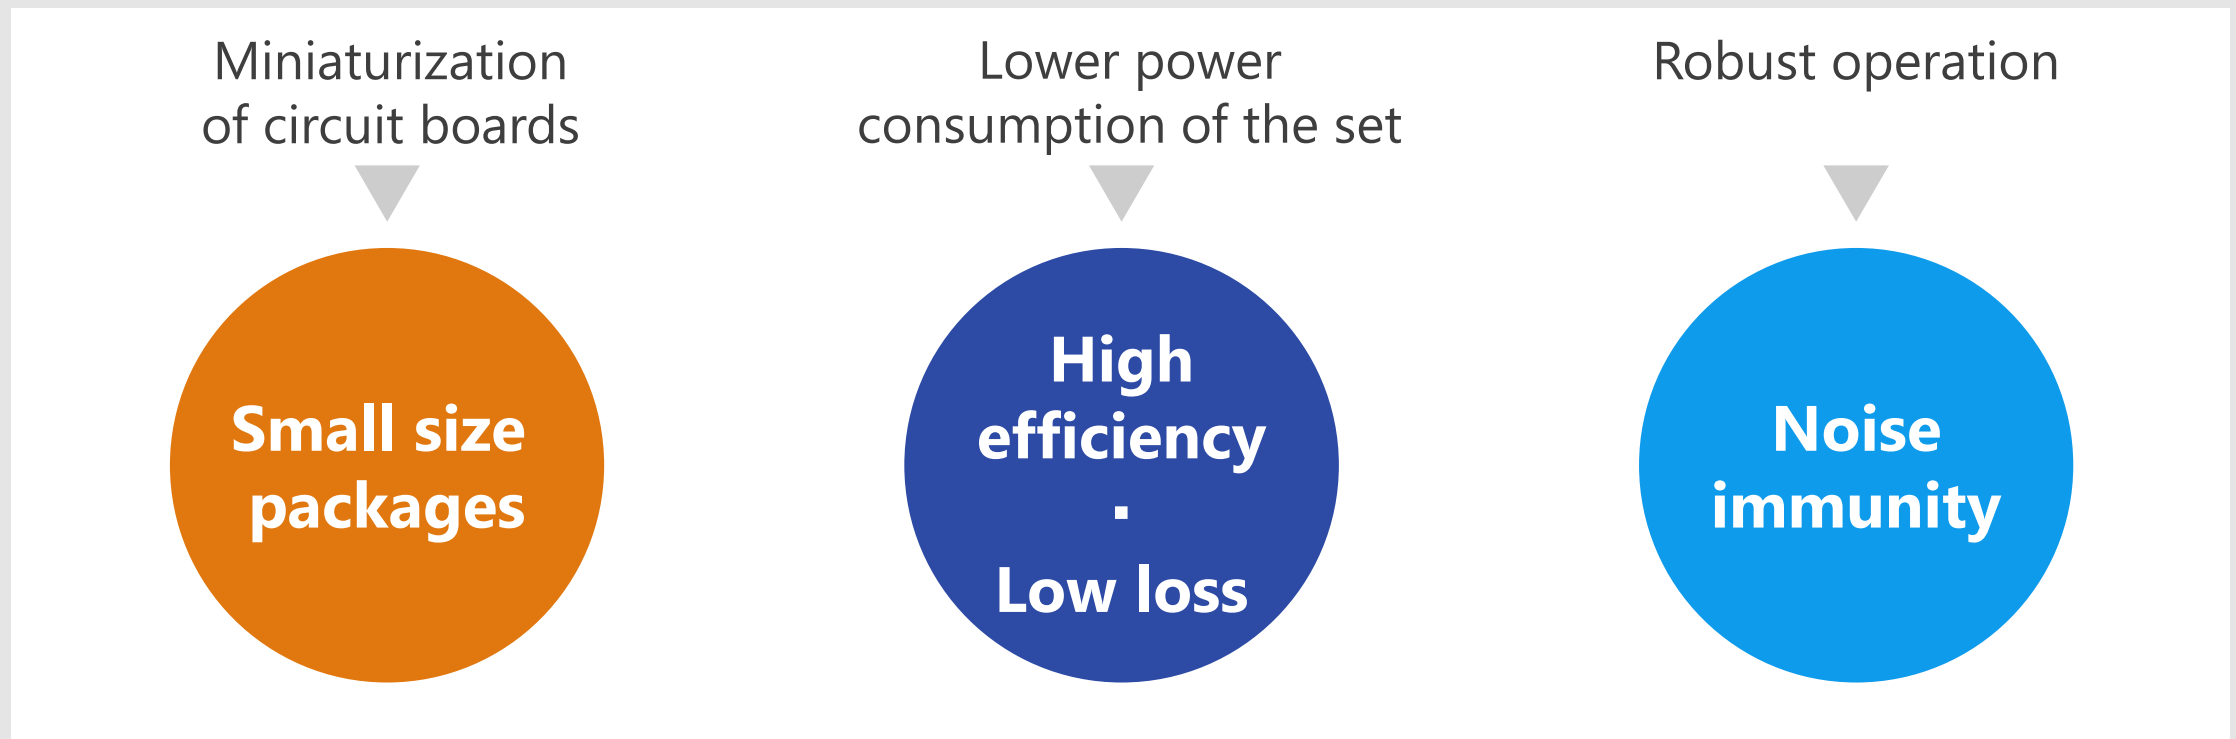 Miniaturization
of circuit boards
Small size
packages
Lower power
consumption of the set
High
efficiency
·
Low loss
Robust operation
Noise
immunity